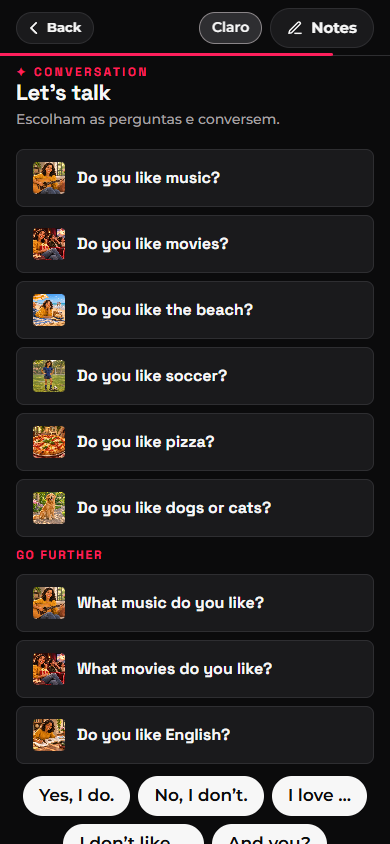 Back
Claro
Notes
✦ CONVERSATION
Let's talk
Escolham as perguntas e conversem.
Do you like music?
Do you like movies?
Do you like the beach?
Do you like soccer?
Do you like pizza?
Do you like dogs or cats?
GO FURTHER
What music do you like?
What movies do you like?
Do you like English?
Yes, I do.
No, I don't.
I love ...
I don't like ...
And you?